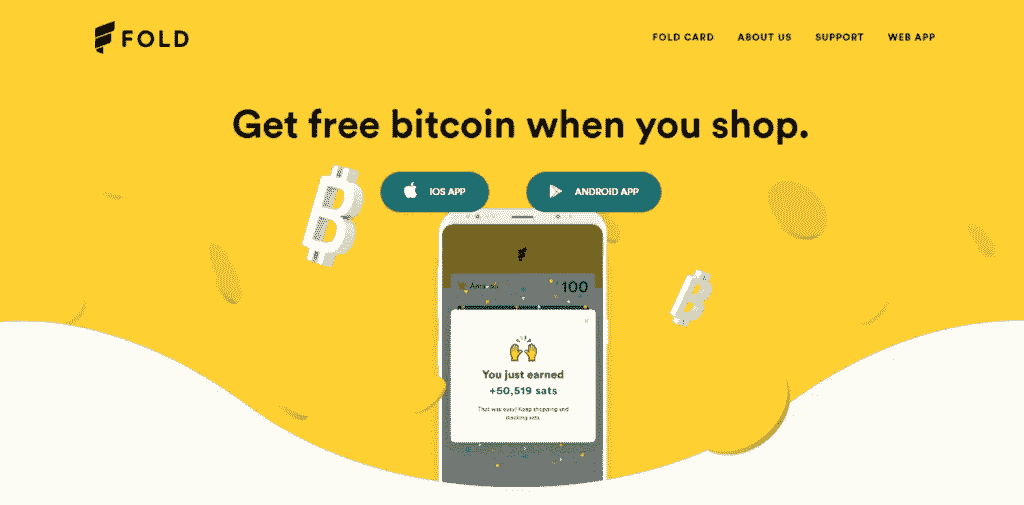 FOLD
FOLD CARD ABOUT US SUPPORT WEB APP
Get free bitcoin when you shop.
IOS APP ANDROID APP
100
You just earned
+50,519 sats
That was easy! Keep shopping and
stacking sats.